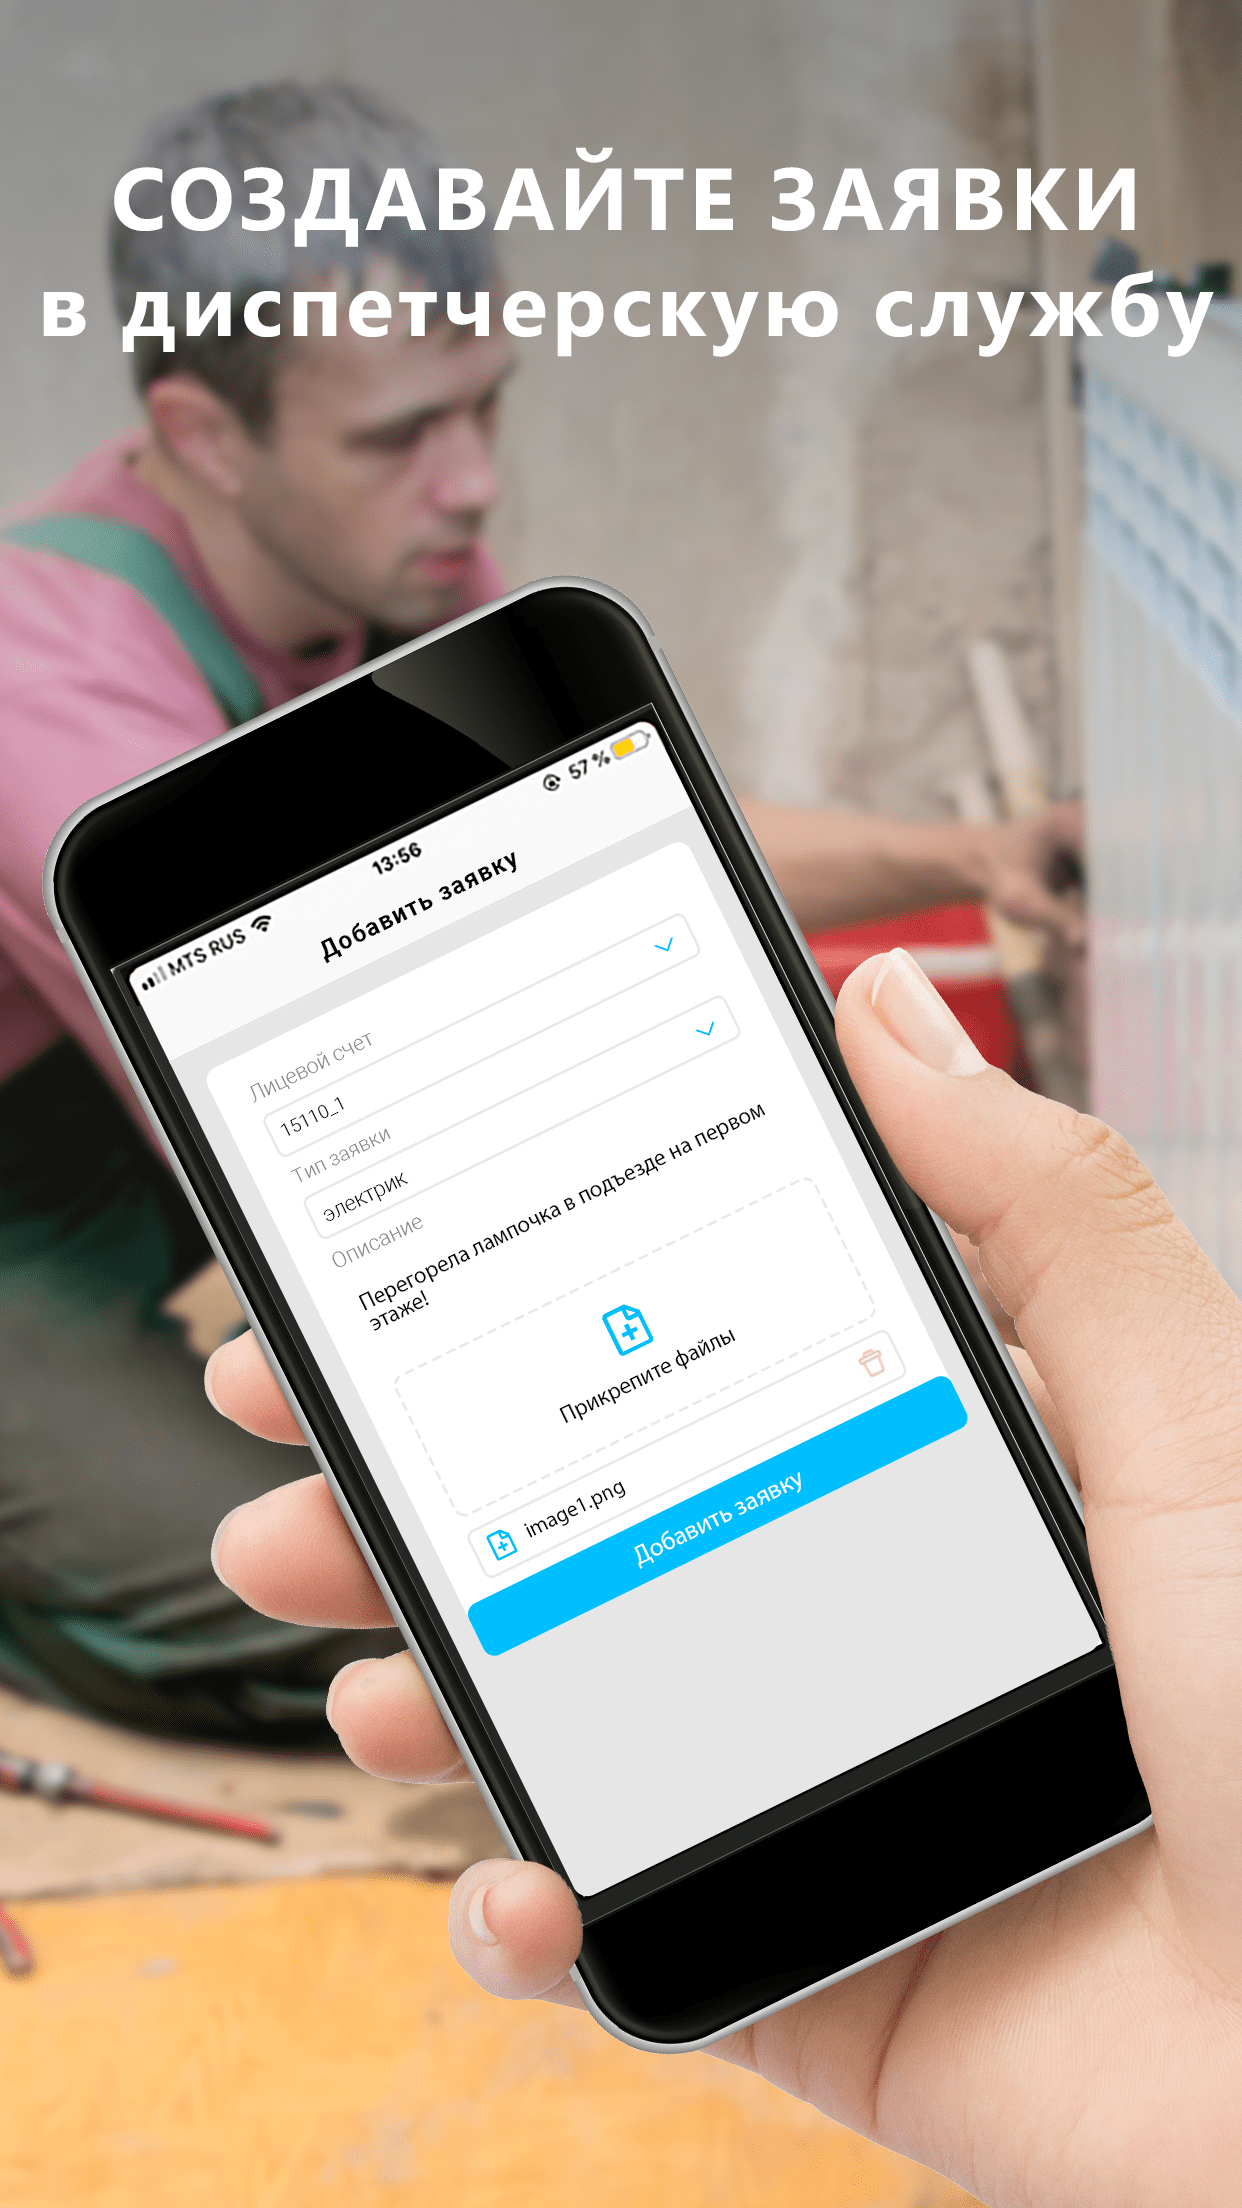 СОЗДАВАЙТЕ ЗАЯВКИ
в диспетчерскую службу
MTS RUS
13:56
57 %
Добавить заявку
Лицевой счет
15110_1
Тип заявки
электрик
Описание
Перегорела лампочка в подъезде на первом
этаже!
Прикрепите файлы
image1.png
Добавить заявку